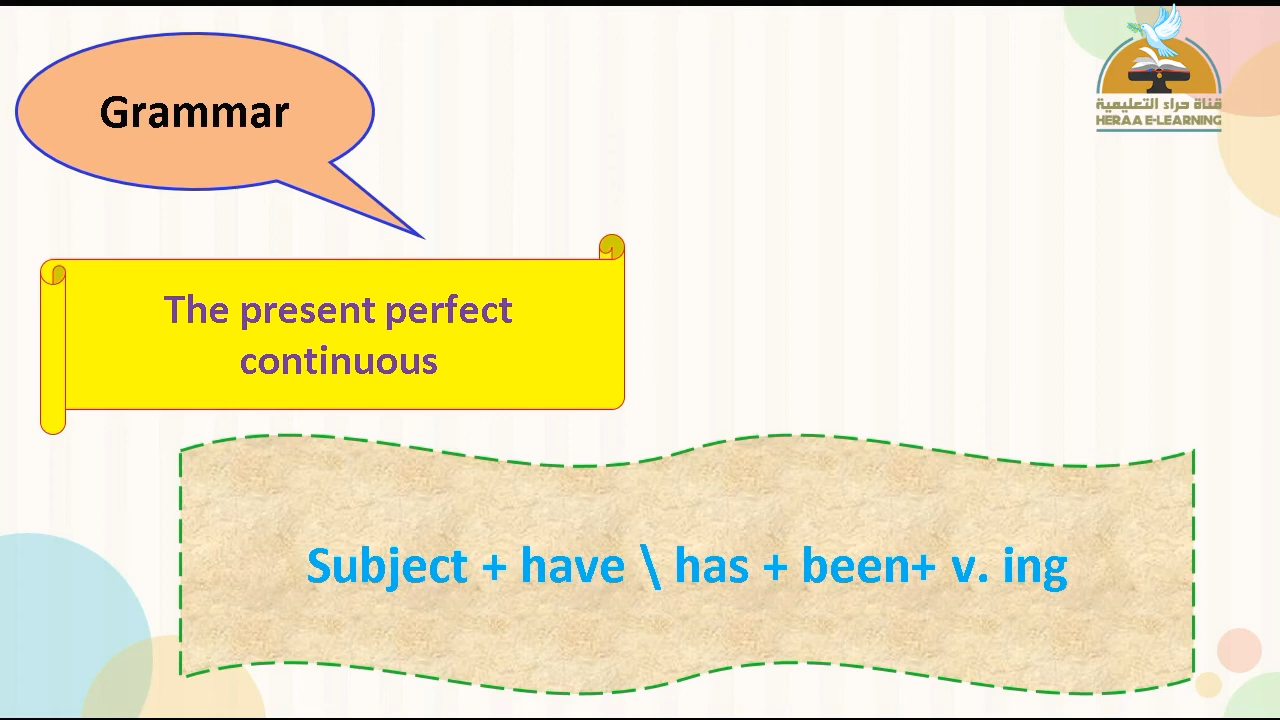 Grammar
قناة حراء التعليمية
HERAA E-LEARNING
The present perfect
continuous
Subject + have \ has + been+ v. ing